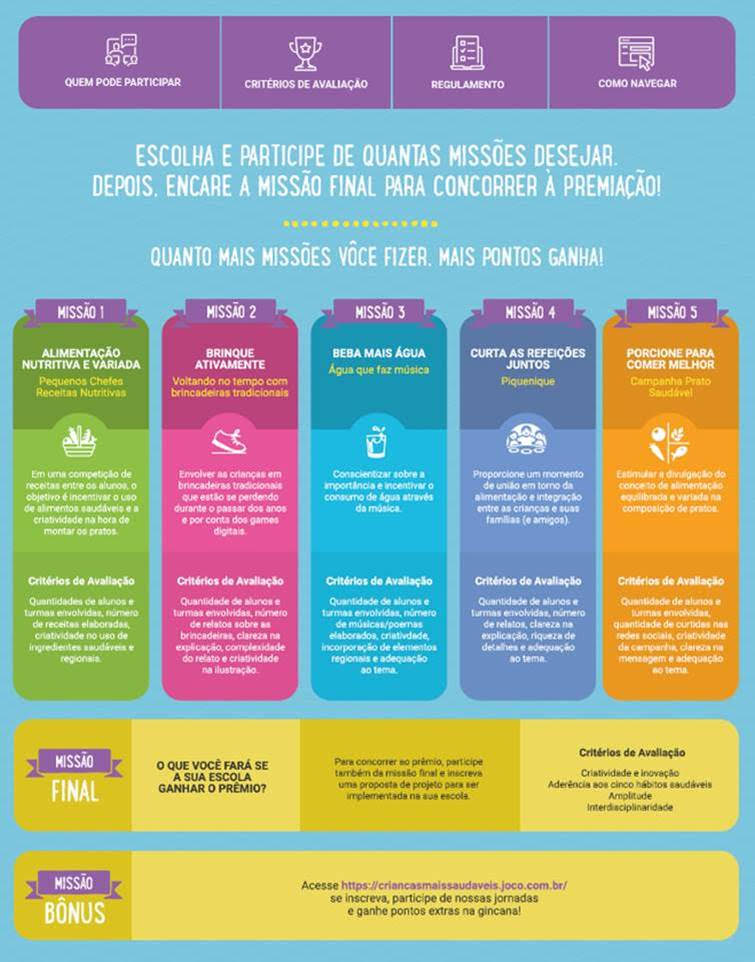 QUEM PODE PARTICIPAR
CRITÉRIOS DE AVALIAÇÃO
REGULAMENTO
COMO NAVEGAR
ESCOLHA E PARTICIPE DE QUANTAS MISSÕES DESEJAR.
DEPOIS, ENCARE A MISSÃO FINAL PARA CONCORRER À PREMIAÇÃO!
QUANTO MAIS MISSÕES VÔCE FIZER, MAIS PONTOS GANHA!
MISSÃO 1
ALIMENTAÇÃO
NUTRITIVA E VARIADA
Pequenos Chefes
Receitas Nutritivas
Em uma competição de
receitas entre os alunos, o
objetivo é incentivar o uso
de alimentos saudáveis e a
criatividade na hora de
montar os pratos.
Critérios de Avaliação
Quantidades de alunos e
turmas envolvidas, número
de receitas elaboradas,
criatividade no uso de
ingredientes saudáveis e
regionais.
MISSÃO 2
BRINQUE
ATIVAMENTE
Voltando no tempo com
brincadeiras tradicionais
Envolver as crianças em
brincadeiras tradicionais
que estão se perdendo
durante o passar dos anos
e por conta dos games
digitais.
Critérios de Avaliação
Quantidade de alunos e
turmas envolvidas, número
de relatos sobre as
brincadeiras, clareza na
explicação, complexidade
do relato e criatividade
na ilustração.
MISSÃO 3
BEBA MAIS ÁGUA
Água que faz música
Conscientizar sobre a
importância e incentivar o
consumo de água através
da música.
Critérios de Avaliação
Quantidade de alunos e
turmas envolvidas, número
de músicas/poemas
elaborados, criatividade,
incorporação de elementos
regionais e adequação
ao tema.
MISSÃO 4
CURTA AS REFEIÇÕES
JUNTOS
Piquenique
Proporcione um momento
de união em torno da
alimentação e integração
entre as crianças e suas
famílias (e amigos).
Critérios de Avaliação
Quantidade de alunos e
turmas envolvidas, número
de relatos, clareza na
explicação, riqueza de
detalhes e adequação
ao tema.
MISSÃO 5
PORCIONE PARA
COMER MELHOR
Campanha Prato
Saudável
Estimular a divulgação do
conceito de alimentação
equilibrada e variada na
composição de pratos.
Critérios de Avaliação
Quantidade de alunos e
turmas envolvidas,
quantidade de curtidas nas
redes sociais, criatividade
da campanha, clareza na
mensagem e adequação
ao tema.
MISSÃO
FINAL
O QUE VOCÊ FARÁ SE
A SUA ESCOLA
GANHAR O PRÊMIO?
Para concorrer ao prêmio, participe
também da missão final e inscreva
uma proposta de projeto para ser
implementada na sua escola.
Critérios de Avaliação
Criatividade e inovação
Aderência aos cinco hábitos saudáveis
Amplitude
Interdisciplinaridade
MISSÃO
BÔNUS
Acesse https://criancasmaissaudaveis.joco.com.br/
se inscreva, participe de nossas jornadas
e ganhe pontos extras na gincana!